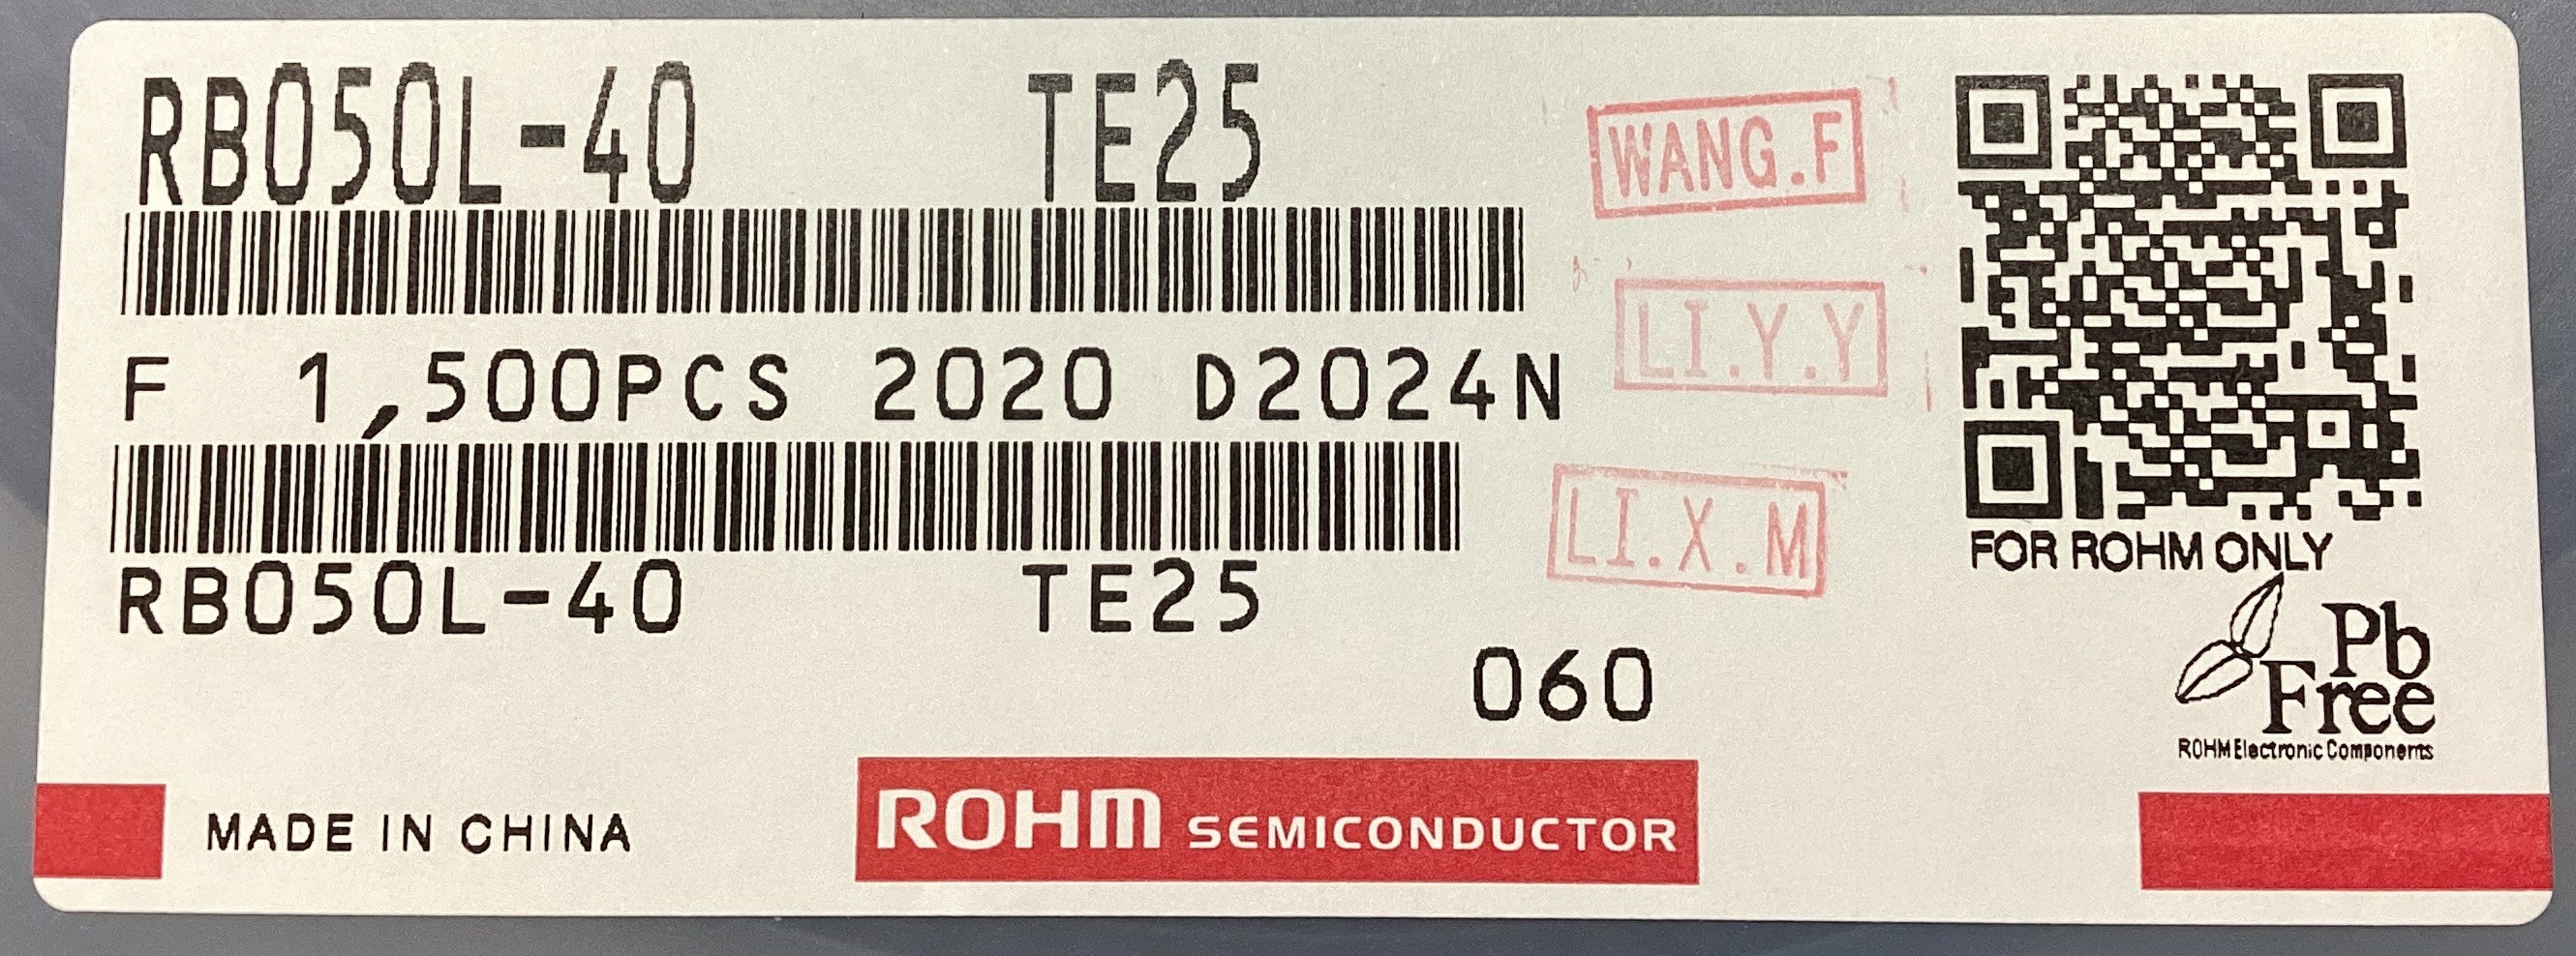 RB050L-40 TE25
WANG.F
F 1,500PCS 2020 D2024N
LI.Y.Y
LI.X.M
RB050L-40 TE25
060
FOR ROHM ONLY
Pb
Free
ROHM Electronic Components
MADE IN CHINA
ROHM SEMICONDUCTOR